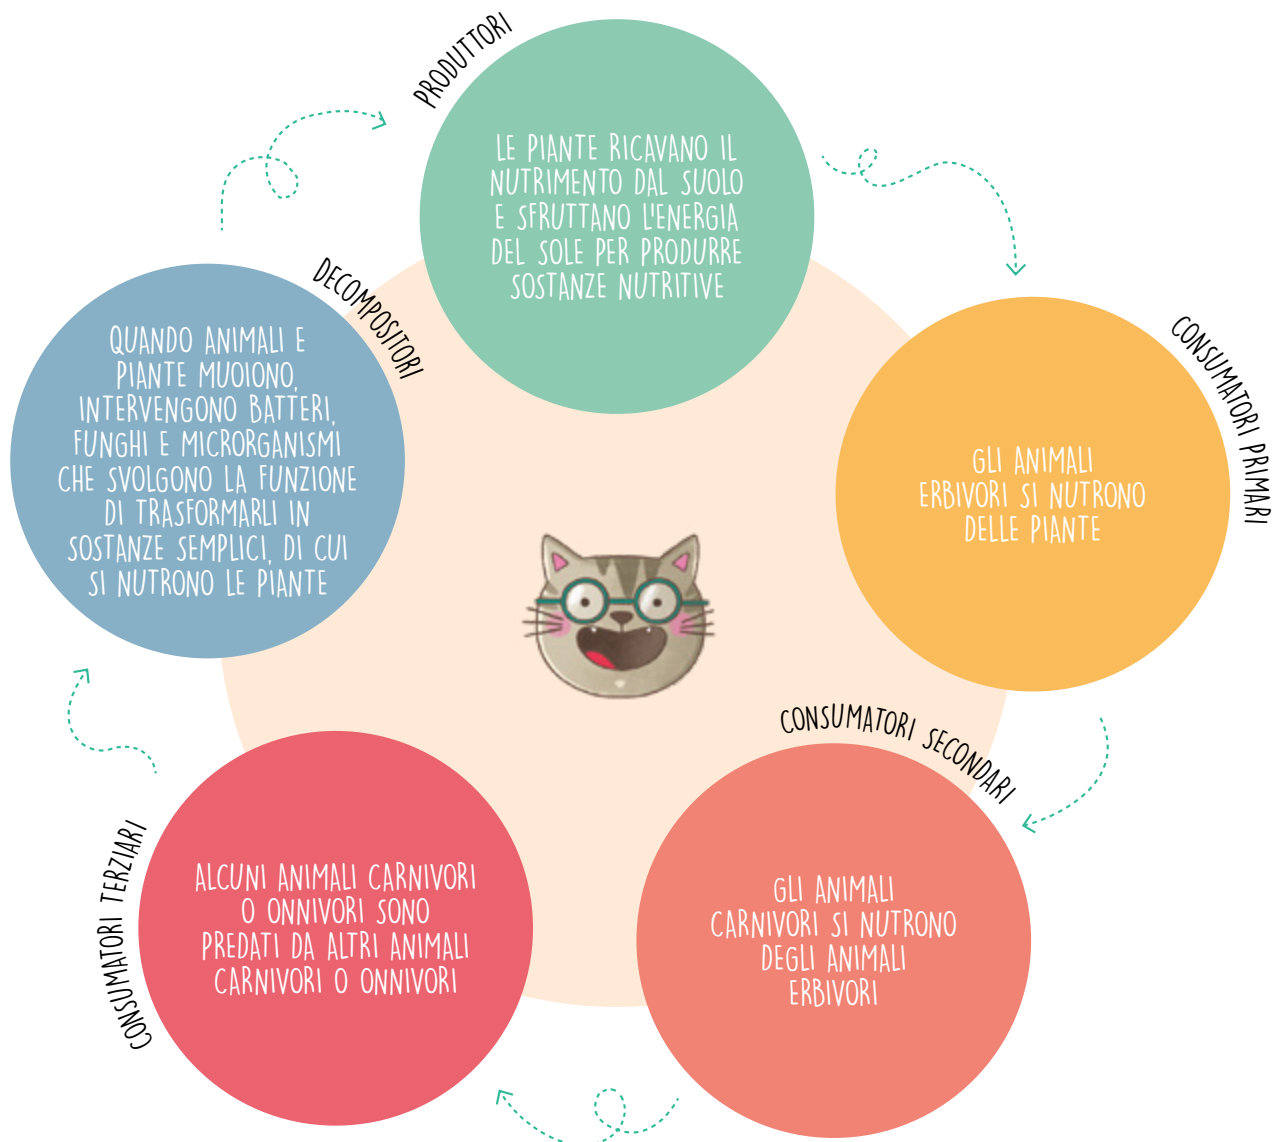 PRODUTTORI
LE PIANTE RICAVANO IL
NUTRIMENTO DAL SUOLO
E SFRUTTANO L'ENERGIA
DEL SOLE PER PRODURRE
SOSTANZE NUTRITIVE
CONSUMATORI PRIMARI
GLI ANIMALI
ERBIVORI SI NUTRONO
DELLE PIANTE
CONSUMATORI SECONDARI
GLI ANIMALI
CARNIVORI SI NUTRONO
DEGLI ANIMALI
ERBIVORI
CONSUMATORI TERZIARI
ALCUNI ANIMALI CARNIVORI
O ONNIVORI SONO
PREDATI DA ALTRI ANIMALI
CARNIVORI O ONNIVORI
DECOMPOSITORI
QUANDO ANIMALI E
PIANTE MUOIONO,
INTERVENGONO BATTERI,
FUNGHI E MICRORGANISMI
CHE SVOLGONO LA FUNZIONE
DI TRASFORMARLI IN
SOSTANZE SEMPLICI, DI CUI
SI NUTRONO LE PIANTE